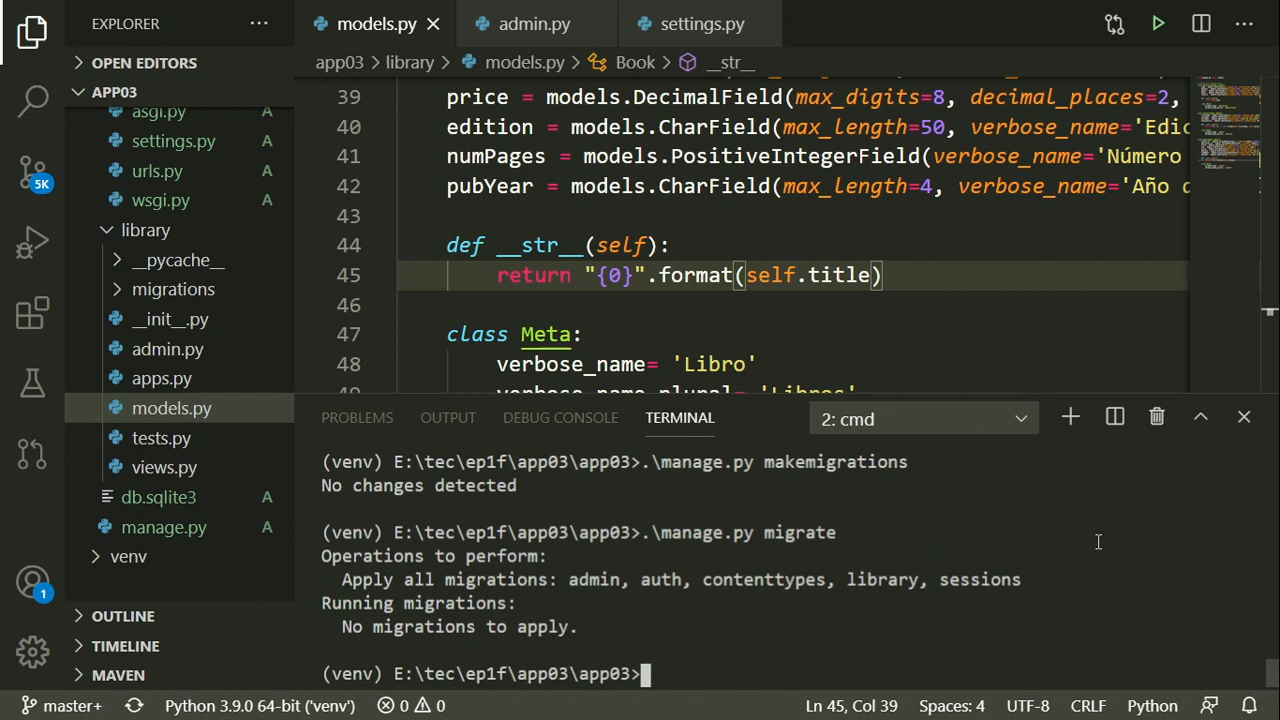 EXPLORER
models.py
admin.py
settings.py
OPEN EDITORS
app03 > library > models.py > Book > __str__
APP03
asgi.py A
settings.py A
urls.py A
wsgi.py A
library
__pycache__
migrations
__init__.py
admin.py
apps.py
models.py
tests.py
views.py
db.sqlite3 A
manage.py A
venv
OUTLINE
TIMELINE
MAVEN
5K
1
39 price = models.DecimalField(max_digits=8, decimal_places=2,
40 edition = models.CharField(max_length=50, verbose_name='Edic
41 numPages = models.PositiveIntegerField(verbose_name='Número
42 pubYear = models.CharField(max_length=4, verbose_name='Año
43
44 def __str__(self):
45 return "{0}".format(self.title)
46
47 class Meta:
48 verbose_name= 'Libro'
49 verbose_name_plural= 'Libros'
PROBLEMS OUTPUT DEBUG CONSOLE TERMINAL 2: cmd
(venv) E:\tec\ep1f\app03\app03>.\manage.py makemigrations
No changes detected
(venv) E:\tec\ep1f\app03\app03>.\manage.py migrate
Operations to perform:
Apply all migrations: admin, auth, contenttypes, library, sessions
Running migrations:
No migrations to apply.
(venv) E:\tec\ep1f\app03\app03>
master+ Python 3.9.0 64-bit ('venv') 0 0 Ln 45, Col 39 Spaces: 4 UTF-8 CRLF Python